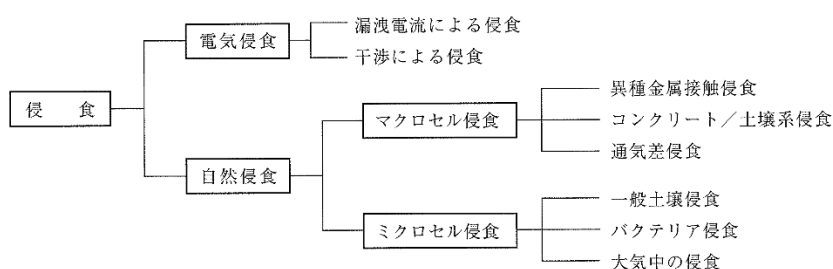 侵　食
電気侵食
漏洩電流による侵食
干渉による侵食
自然侵食
マクロセル侵食
異種金属接触侵食
コンクリート／土壌系侵食
通気差侵食
ミクロセル侵食
一般土壌侵食
バクテリア侵食
大気中の侵食